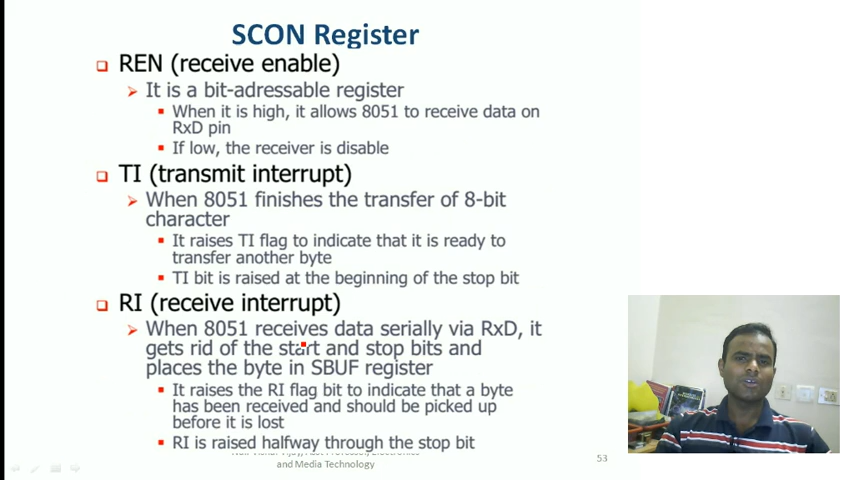 SCON Register
REN (receive enable)
It is a bit-adressable register
When it is high, it allows 8051 to receive data on
RxD pin
If low, the receiver is disable
TI (transmit interrupt)
When 8051 finishes the transfer of 8-bit
character
It raises TI flag to indicate that it is ready to
transfer another byte
TI bit is raised at the beginning of the stop bit
RI (receive interrupt)
When 8051 receives data serially via RxD, it
gets rid of the start and stop bits and
places the byte in SBUF register
It raises the RI flag bit to indicate that a byte
has been received and should be picked up
before it is lost
RI is raised halfway through the stop bit
and Media Technology
53